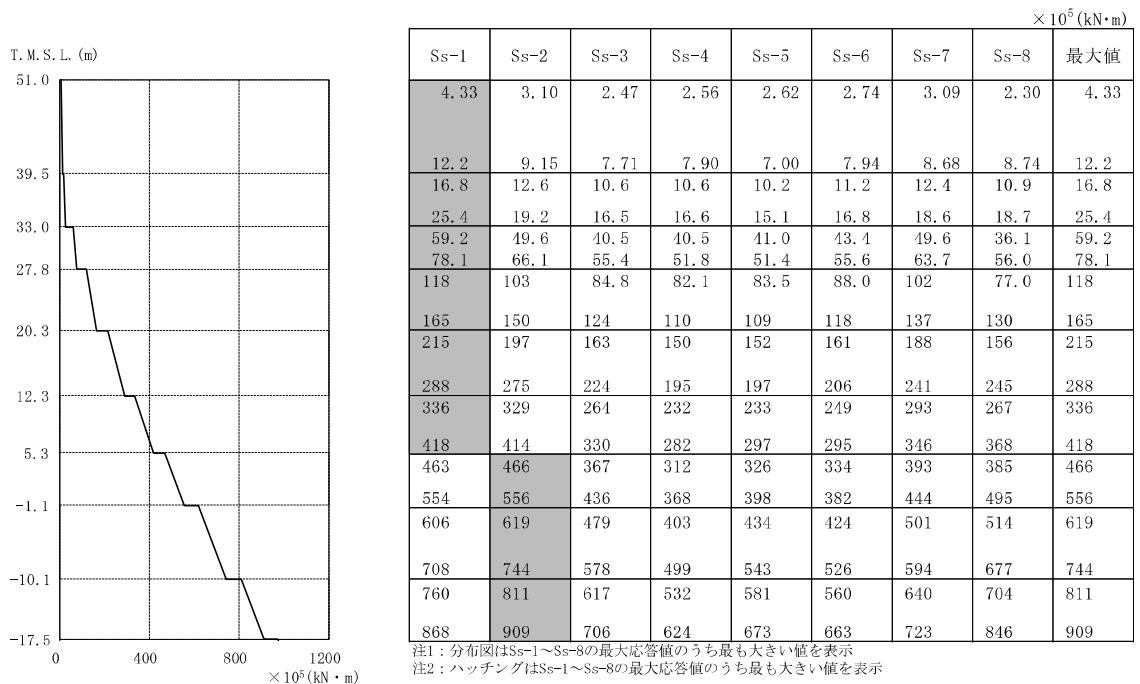 ×10⁵(kN・m)
T.M.S.L.(m)
Ss-1 Ss-2 Ss-3 Ss-4 Ss-5 Ss-6 Ss-7 Ss-8 最大値
51.0
4.33 3.10 2.47 2.56 2.62 2.74 3.09 2.30 4.33
12.2 9.15 7.71 7.90 7.00 7.94 8.68 8.74 12.2
39.5
16.8 12.6 10.6 10.6 10.2 11.2 12.4 10.9 16.8
25.4 19.2 16.5 16.6 15.1 16.8 18.6 18.7 25.4
33.0
59.2 49.6 40.5 40.5 41.0 43.4 49.6 36.1 59.2
78.1 66.1 55.4 51.8 51.4 55.6 63.7 56.0 78.1
27.8
118 103 84.8 82.1 83.5 88.0 102 77.0 118
165 150 124 110 109 118 137 130 165
20.3
215 197 163 150 152 161 188 156 215
288 275 224 195 197 206 241 245 288
12.3
336 329 264 232 233 249 293 267 336
418 414 330 282 297 295 346 368 418
5.3
463 466 367 312 326 334 393 385 466
554 556 436 368 398 382 444 495 556
-1.1
606 619 479 403 434 424 501 514 619
708 744 578 499 543 526 594 677 744
-10.1
760 811 617 532 581 560 640 704 811
868 909 706 624 673 663 723 846 909
-17.5
0 400 800 1200
×10⁵(kN・m)
注1：分布図はSs-1～Ss-8の最大応答値のうち最も大きい値を表示
注2：ハッチングはSs-1～Ss-8の最大応答値のうち最も大きい値を表示